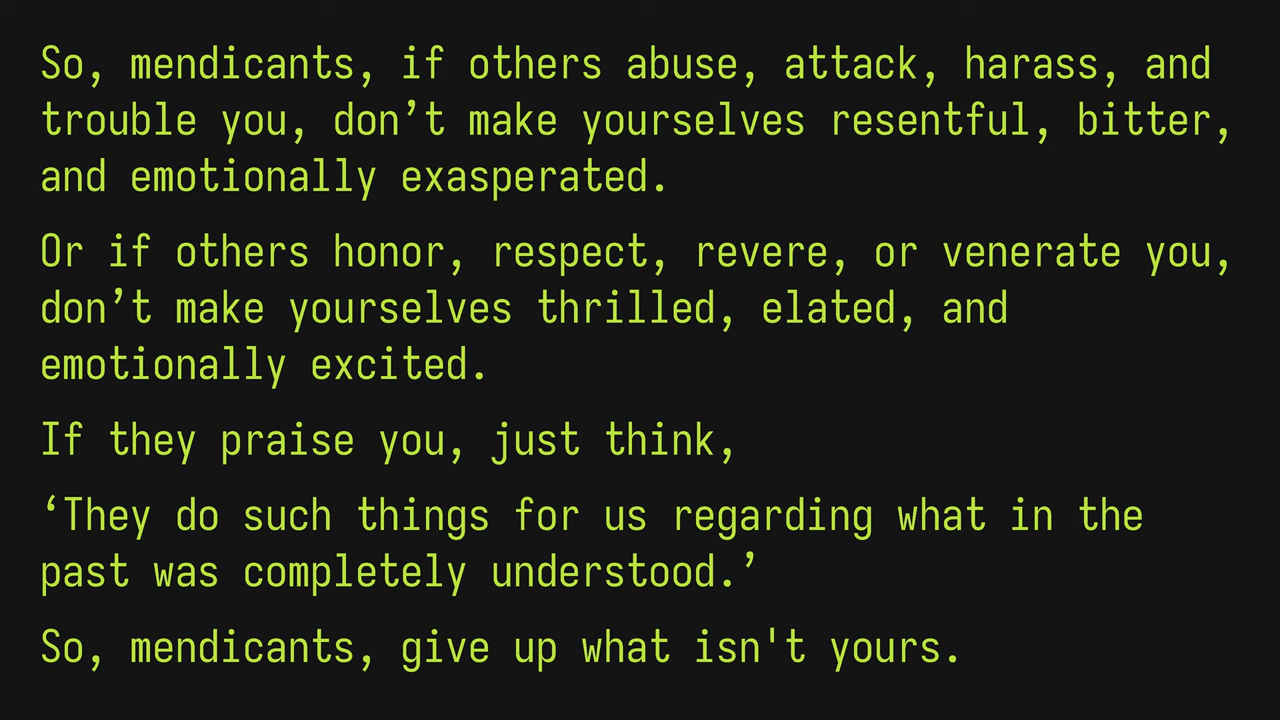 So, mendicants, if others abuse, attack, harass, and
trouble you, don’t make yourselves resentful, bitter,
and emotionally exasperated.
Or if others honor, respect, revere, or venerate you,
don’t make yourselves thrilled, elated, and
emotionally excited.
If they praise you, just think,
‘They do such things for us regarding what in the
past was completely understood.’
So, mendicants, give up what isn't yours.